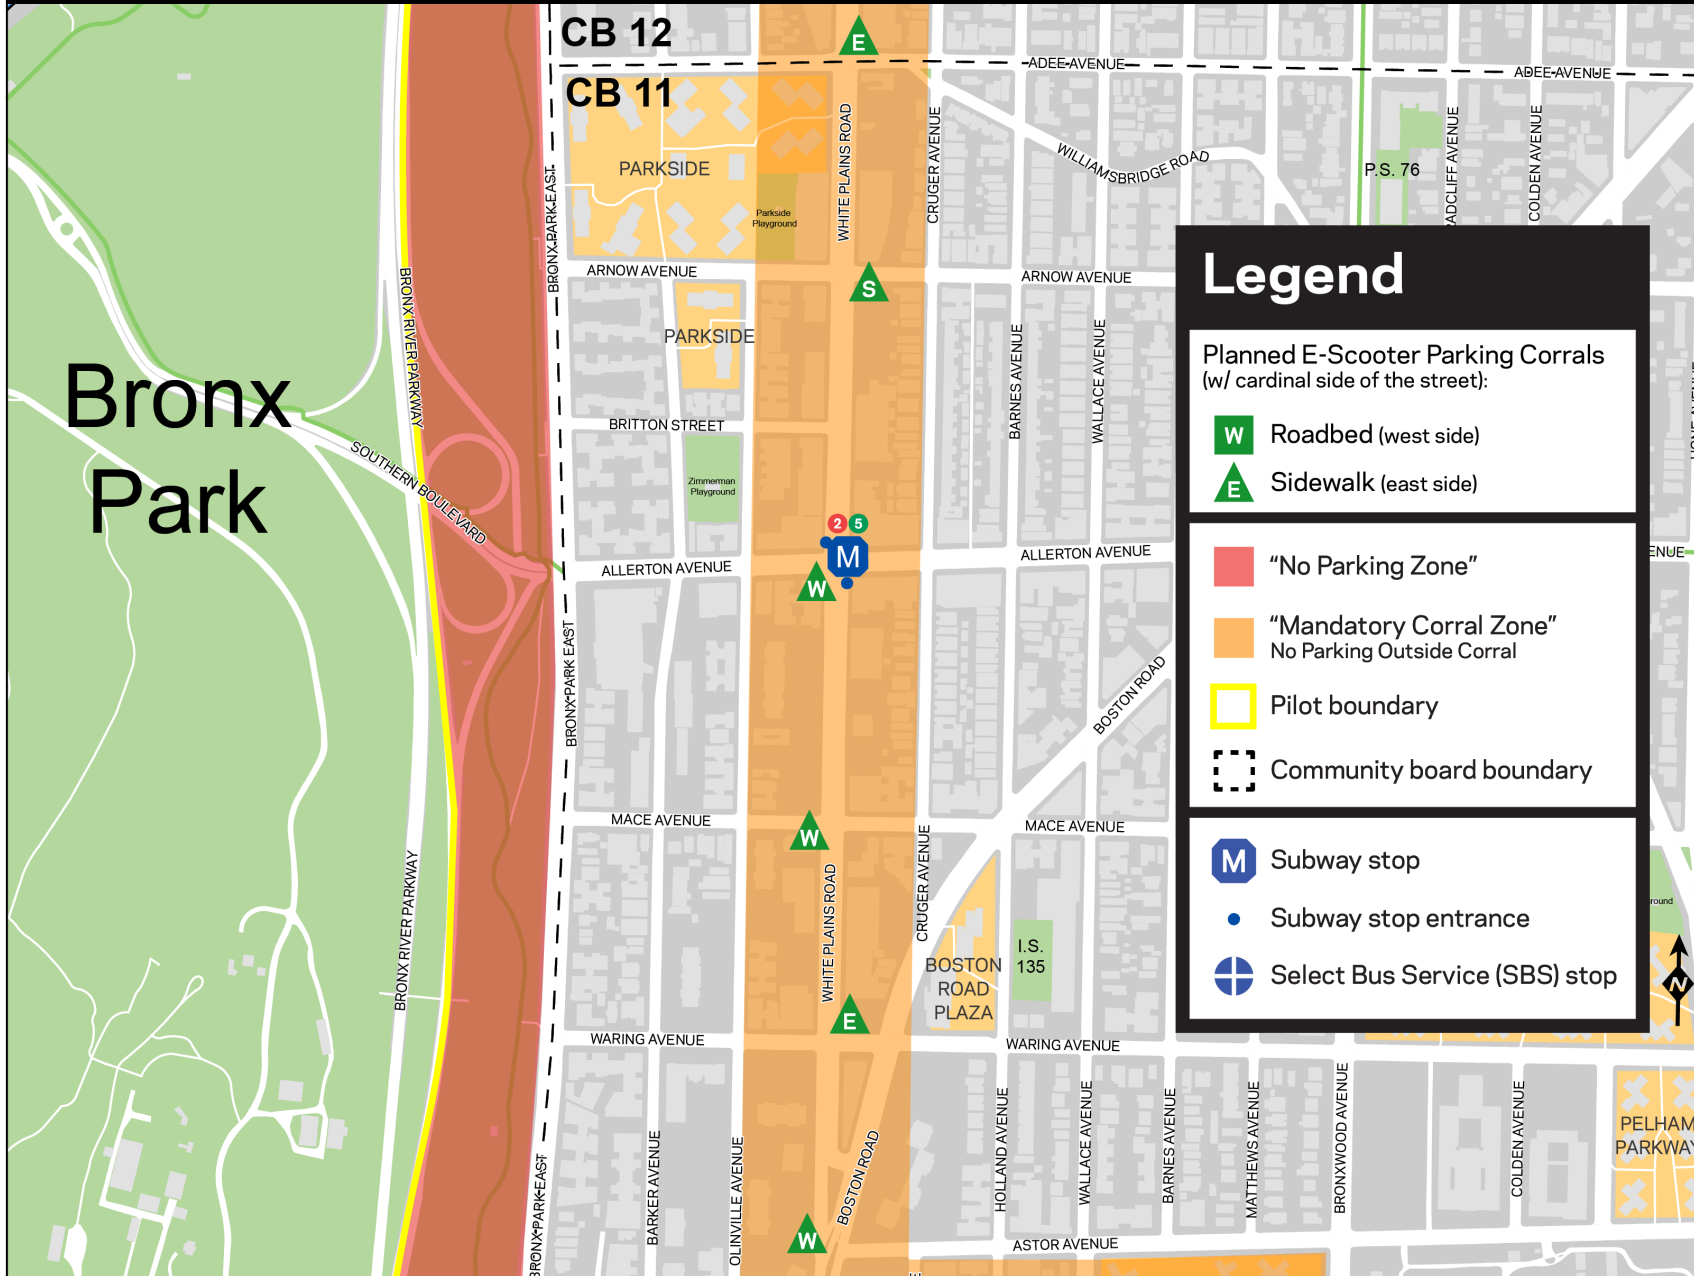 CB 12
E
ADEE AVENUE
ADEE AVENUE
CB 11
PARKSIDE
WHITE PLAINS ROAD
CRUGER AVENUE
WILLIAMSBRIDGE ROAD
P.S. 76
COLDEN AVENUE
Parkside
Playground
BRONX PARK EAST
ARNOW AVENUE
ARNOW AVENUE
S
PARKSIDE
BRONX RIVER PARKWAY
BARNES AVENUE
WALLACE AVENUE
Bronx
Park
BRITTON STREET
SOUTHERN BOULEVARD
Zimmerman
Playground
2 5
M
ALLERTON AVENUE
ALLERTON AVENUE
W
BRONX PARK EAST
BOSTON ROAD
MACE AVENUE
MACE AVENUE
W
BRONX RIVER PARKWAY
WHITE PLAINS ROAD
CRUGER AVENUE
BOSTON
ROAD
PLAZA
I.S.
135
E
WARING AVENUE
WARING AVENUE
BRONX PARK EAST
BARKER AVENUE
OLINVILLE AVENUE
BOSTON ROAD
HOLLAND AVENUE
WALLACE AVENUE
BARNES AVENUE
MATTHEWS AVENUE
BRONXWOOD AVENUE
COLDEN AVENUE
PELHAM
PARKWAY
W
ASTOR AVENUE
Legend
Planned E-Scooter Parking Corrals
(w/ cardinal side of the street):
W Roadbed (west side)
E Sidewalk (east side)
“No Parking Zone”
“Mandatory Corral Zone”
No Parking Outside Corral
Pilot boundary
Community board boundary
M Subway stop
Subway stop entrance
Select Bus Service (SBS) stop
N